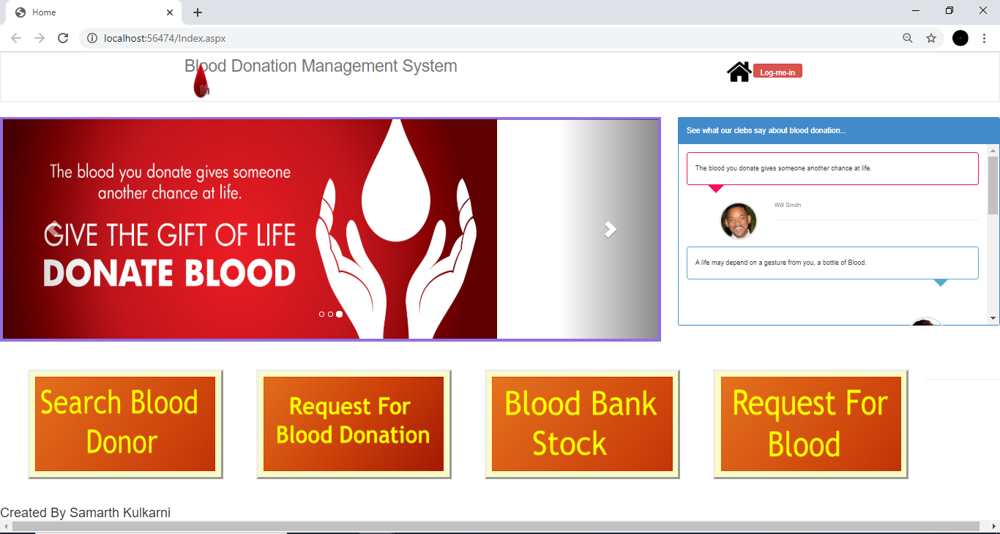 Home
localhost:56474/Index.aspx
Blood Donation Management System
Log-me-in
The blood you donate gives someone
another chance at life.
GIVE THE GIFT OF LIFE
DONATE BLOOD
See what our clebs say about blood donation...
The blood you donate gives someone another chance at life.
Will Smith
A life may depend on a gesture from you, a bottle of Blood.
Search Blood
Donor
Request For
Blood Donation
Blood Bank
Stock
Request For
Blood
Created By Samarth Kulkarni